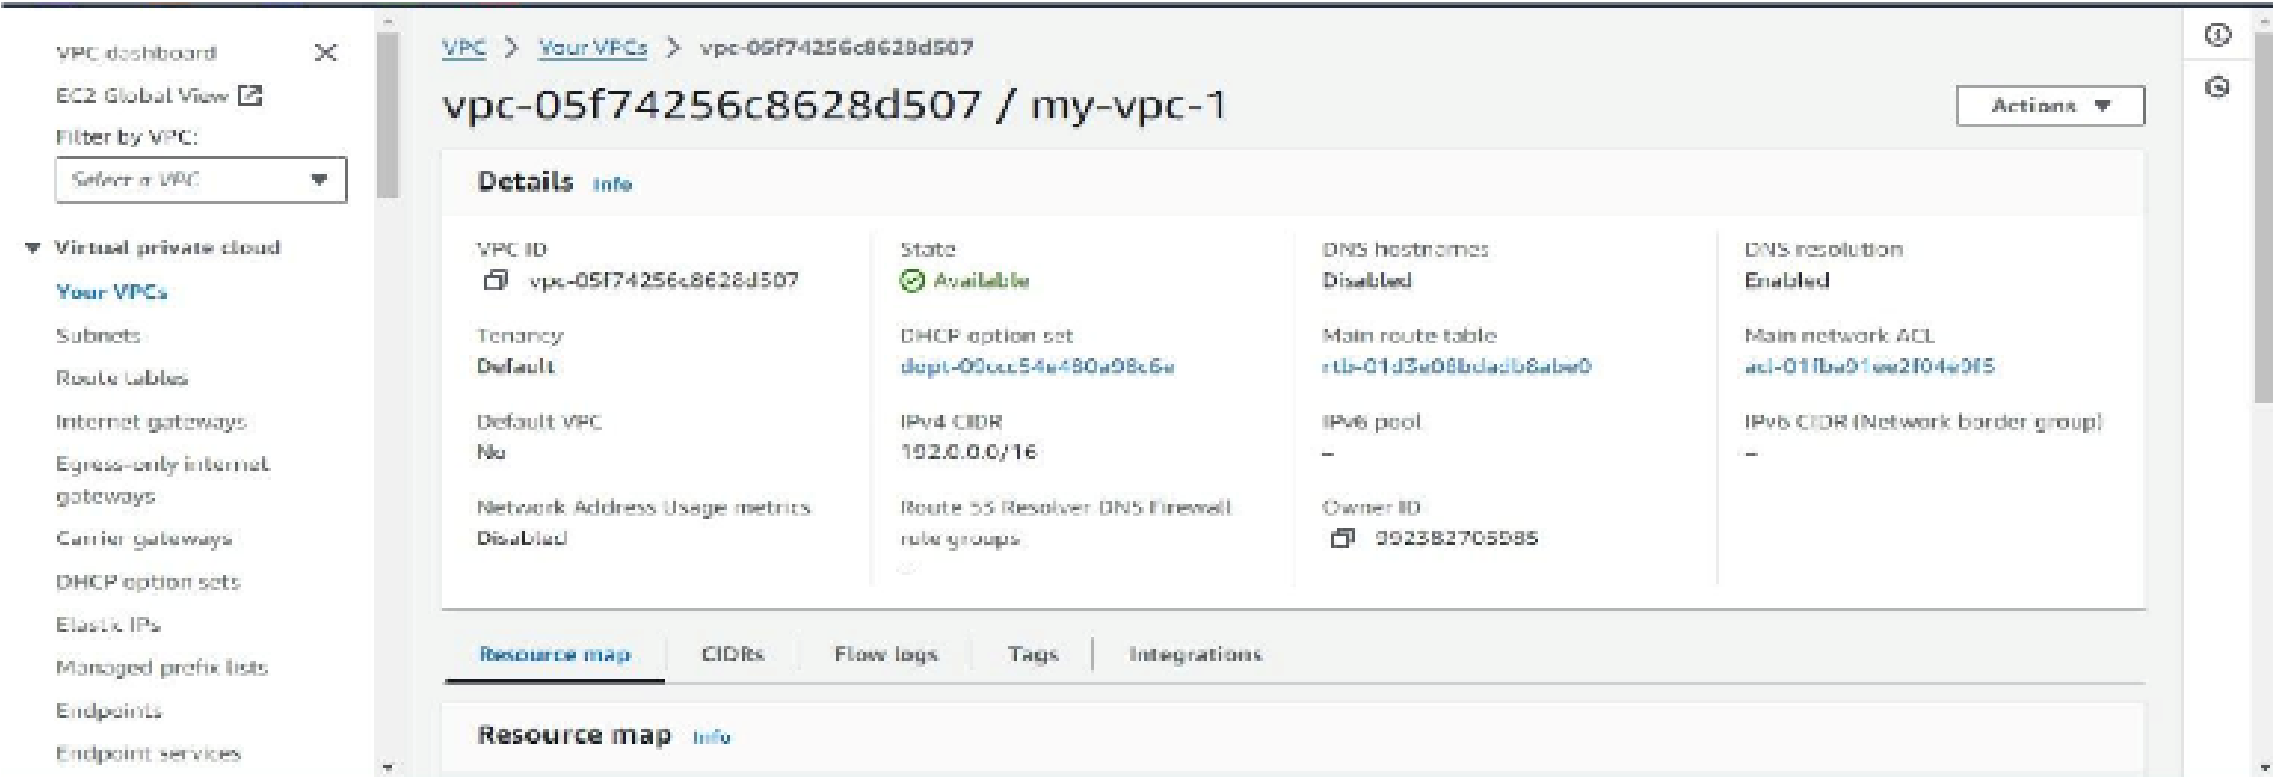 VPC dashboard
EC2 Global View
Filter by VPC:
Select a VPC
Virtual private cloud
Your VPCs
Subnets
Route tables
Internet gateways
Egress-only internet
gateways
Carrier gateways
DHCP option sets
Elastic IPs
Managed prefix lists
Endpoints
Endpoint services
VPC > Your VPCs > vpc-05f74256c8628d507
vpc-05f74256c8628d507 / my-vpc-1
Actions
Details Info
VPC ID
vpc-05f74256c8628d507
State
Available
DNS hostnames
Disabled
DNS resolution
Enabled
Tenancy
Default
DHCP option set
Main route table
Main network ACL
Default VPC
No
IPv4 CIDR
192.0.0.0/16
IPv6 pool
–
IPv6 CIDR (Network border group)
–
Network Address Usage metrics
Disabled
Route 53 Resolver DNS Firewall
rule groups
Owner ID
992382705985
Resource map
CIDRs
Flow logs
Tags
Integrations
Resource map Info